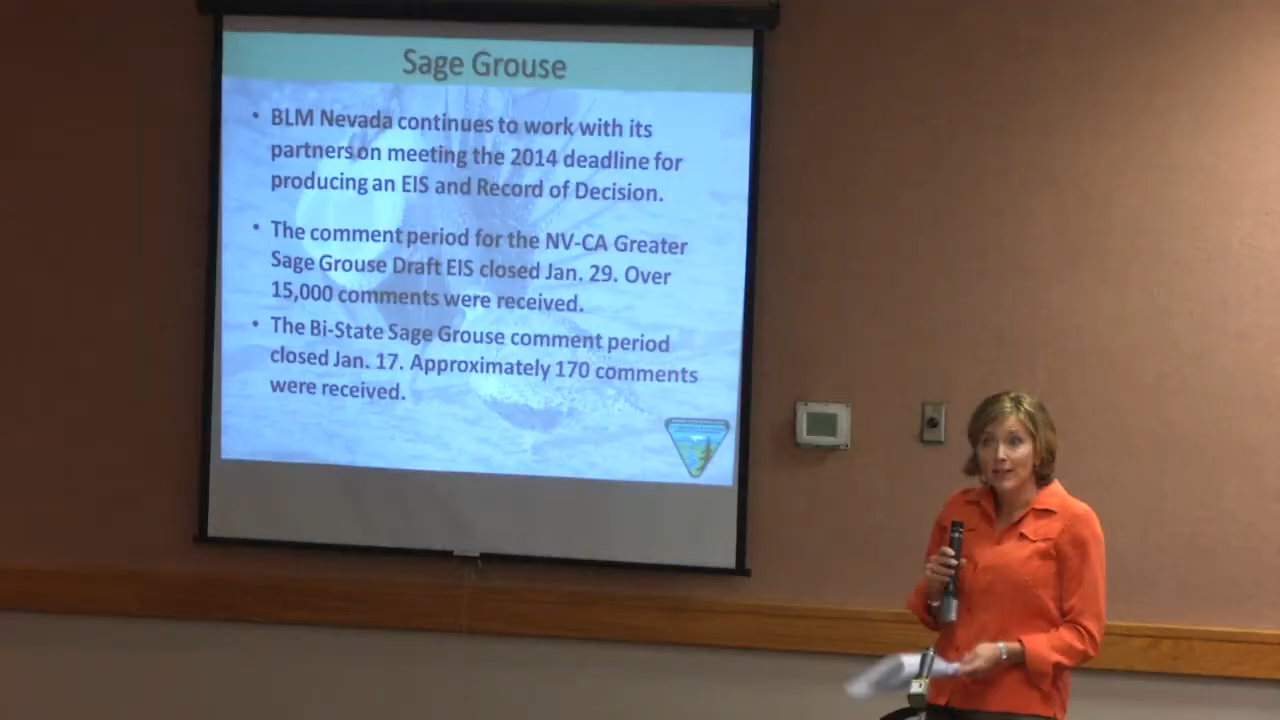 Sage Grouse
• BLM Nevada continues to work with its
partners on meeting the 2014 deadline for
producing an EIS and Record of Decision.
• The comment period for the NV-CA Greater
Sage Grouse Draft EIS closed Jan. 29. Over
15,000 comments were received.
• The Bi-State Sage Grouse comment period
closed Jan. 17. Approximately 170 comments
were received.